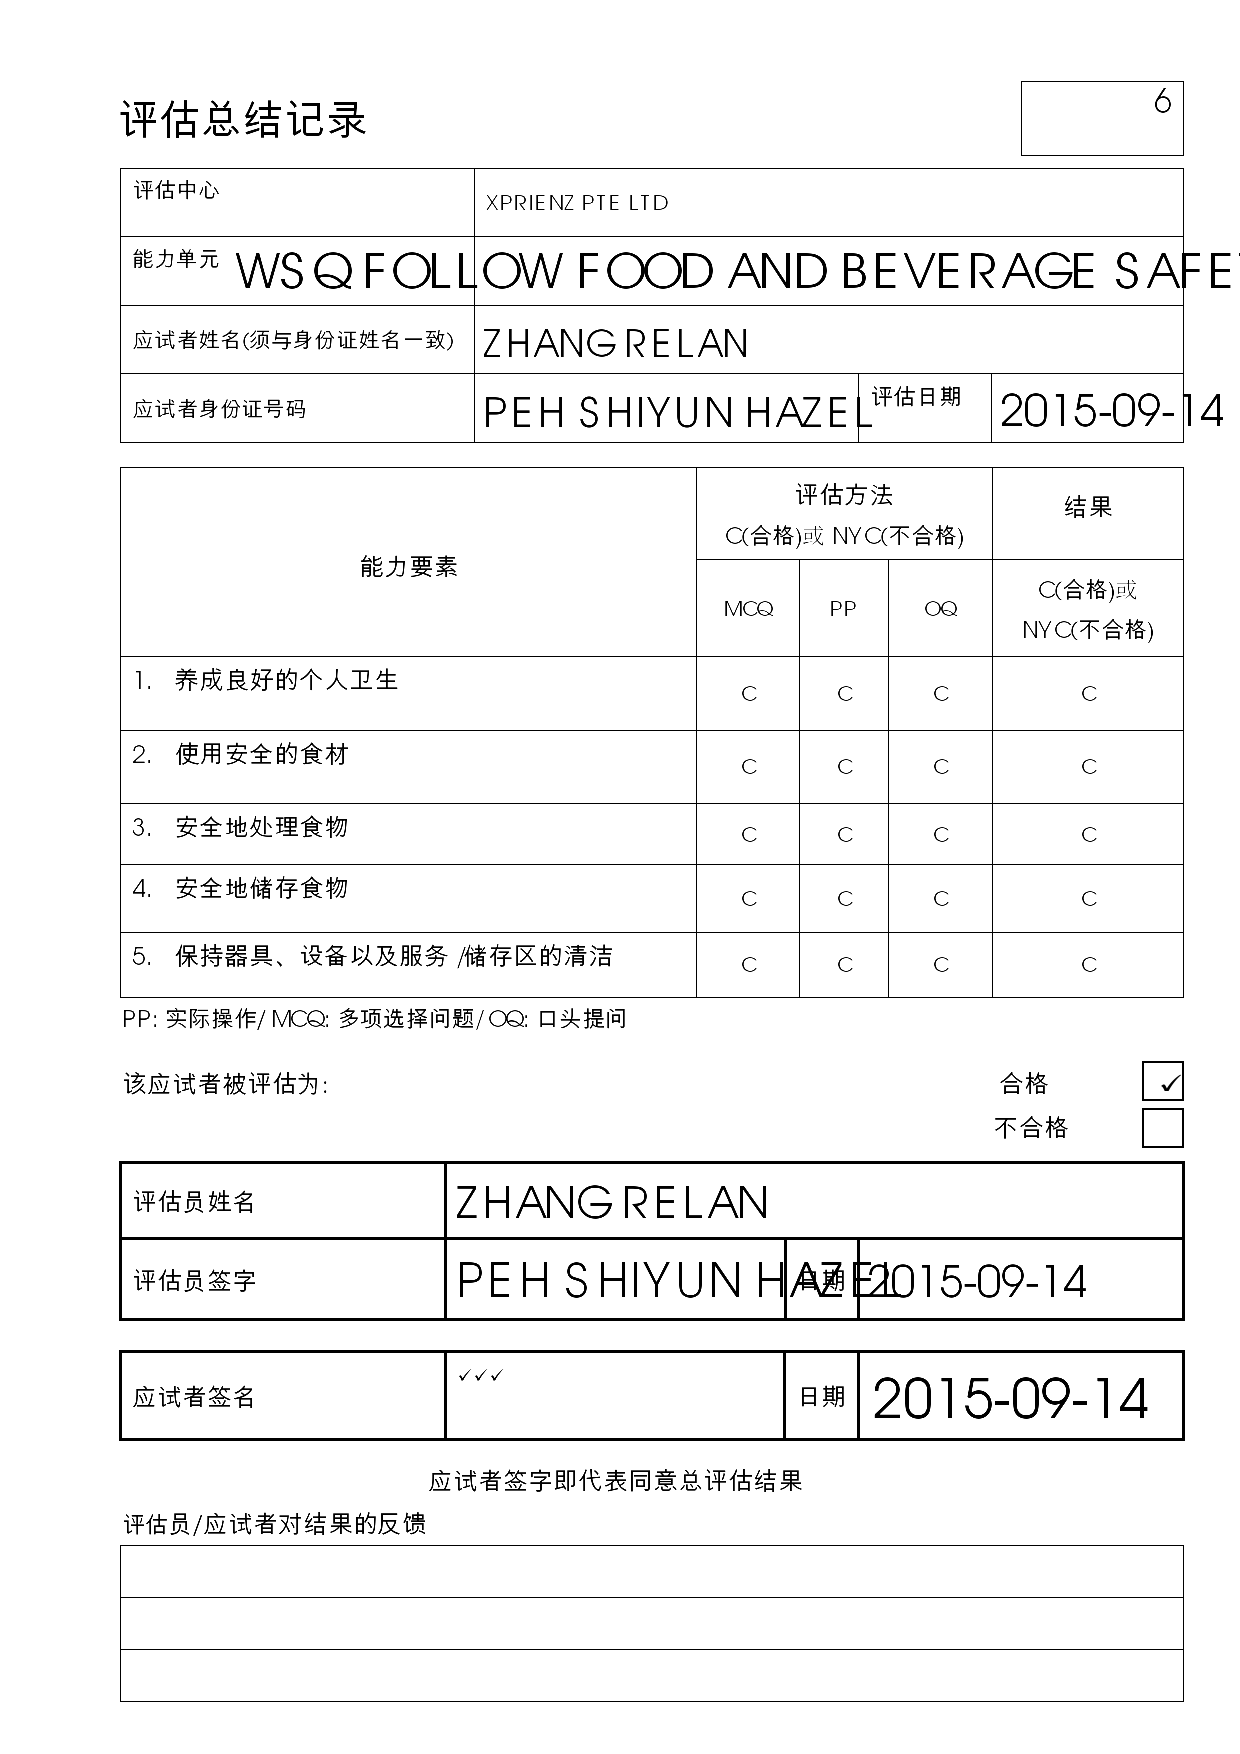 评估总结记录
6
评估中心 XPRIENZ PTE LTD
能力单元 WSQ FOLLOW FOOD AND BEVERAGE SAFE
应试者姓名(须与身份证姓名一致) ZHANG RELAN
应试者身份证号码 PEH SHIYUN HAZEL 评估日期 2015-09-14
能力要素 评估方法 结果
C(合格)或 NYC(不合格)
MCQ PP OQ C(合格)或
NYC(不合格)
1. 养成良好的个人卫生 C C C C
2. 使用安全的食材 C C C C
3. 安全地处理食物 C C C C
4. 安全地储存食物 C C C C
5. 保持器具、设备以及服务 /储存区的清洁 C C C C
PP: 实际操作/ MCQ: 多项选择问题/ OQ: 口头提问
该应试者被评估为: 合格 ✓
不合格
评估员姓名 ZHANG RELAN
评估员签字 PEH SHIYUN HAZEL 日期 2015-09-14
应试者签名 ✓✓✓ 日期 2015-09-14
应试者签字即代表同意总评估结果
评估员/应试者对结果的反馈